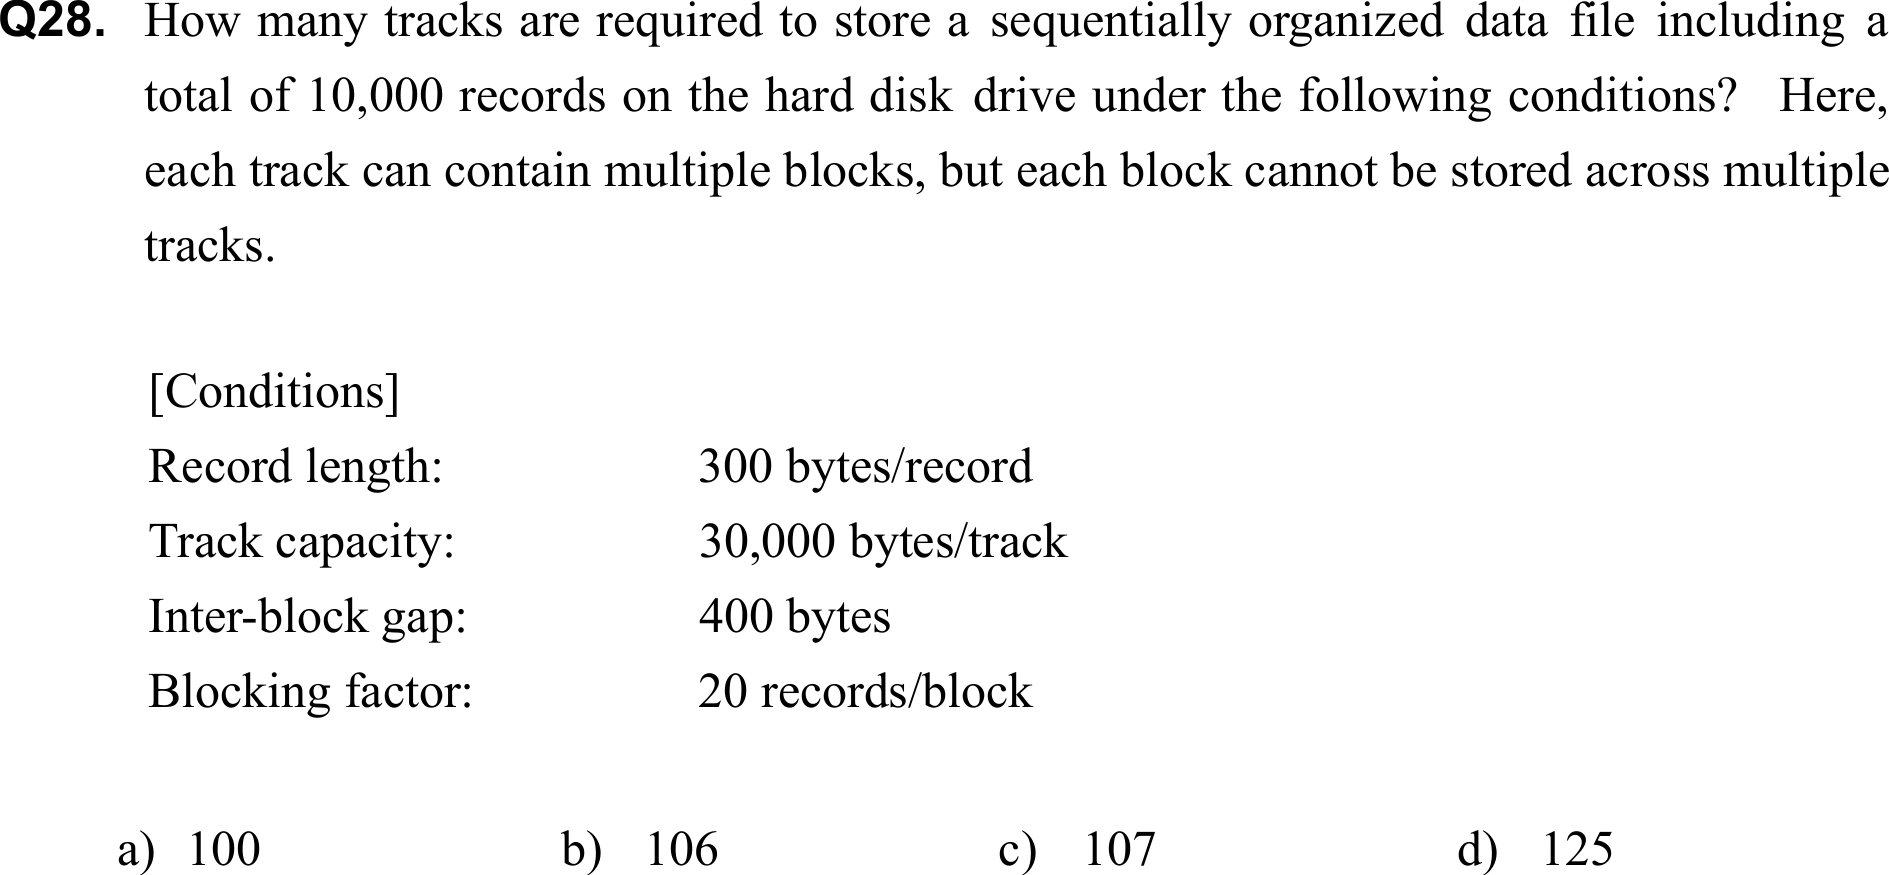 Q28. How many tracks are required to store a sequentially organized data file including a
total of 10,000 records on the hard disk drive under the following conditions? Here,
each track can contain multiple blocks, but each block cannot be stored across multiple
tracks.
[Conditions]
Record length: 300 bytes/record
Track capacity: 30,000 bytes/track
Inter-block gap: 400 bytes
Blocking factor: 20 records/block
a) 100 b) 106 c) 107 d) 125